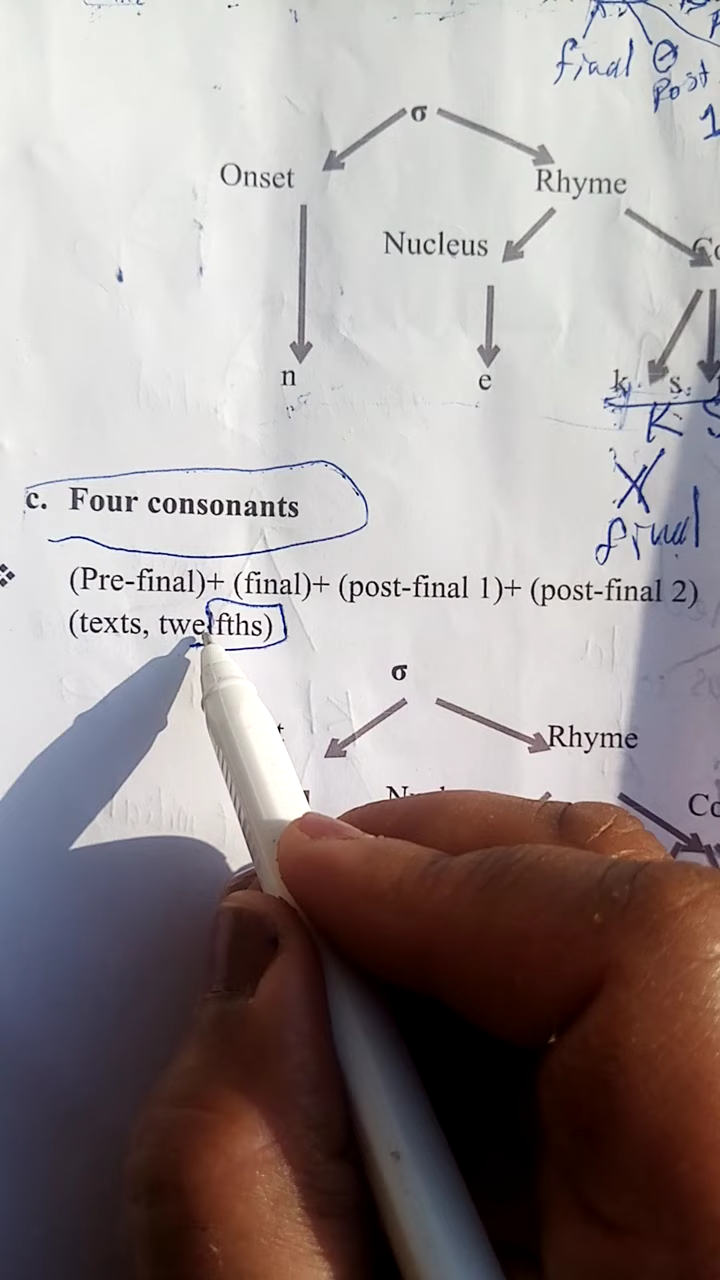 final θ
Post
1
σ
Onset
Rhyme
Nucleus
n
e
k
s
K S
X
final
c. Four consonants
(Pre-final)+ (final)+ (post-final 1)+ (post-final 2)
(texts, twelfths)
σ
Rhyme